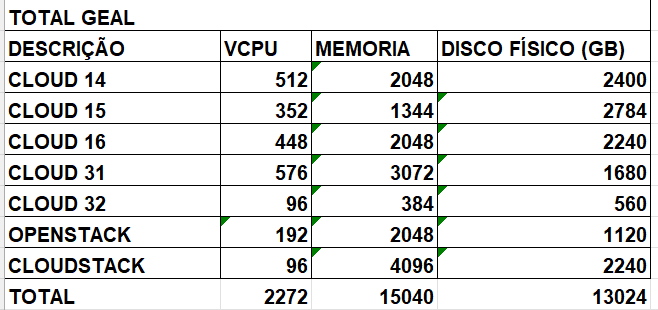 TOTAL GEAL
DESCRIÇÃO VCPU MEMORIA DISCO FÍSICO (GB)
CLOUD 14 512 2048 2400
CLOUD 15 352 1344 2784
CLOUD 16 448 2048 2240
CLOUD 31 576 3072 1680
CLOUD 32 96 384 560
OPENSTACK 192 2048 1120
CLOUDSTACK 96 4096 2240
TOTAL 2272 15040 13024